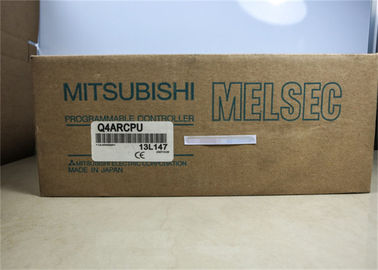 MITSUBISHI
MELSEC
PROGRAMMABLE CONTROLLER
Q4ARCPU
13L147
MITSUBISHI ELECTRIC CORPORATION
MADE IN JAPAN